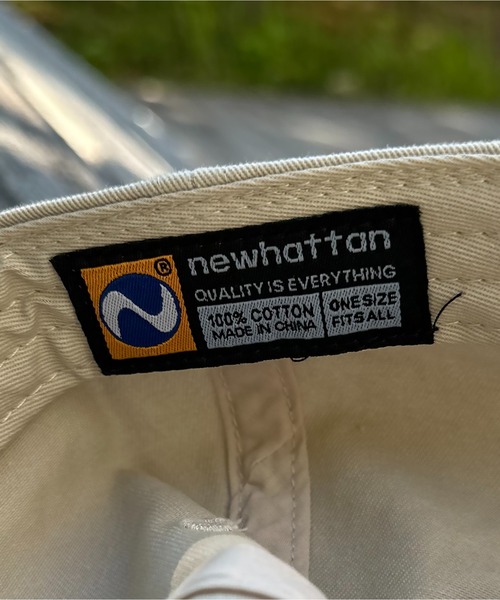 ®
newhattan
QUALITY IS EVERYTHING
100% COTTON
MADE IN CHINA
ONE SIZE
FITS ALL